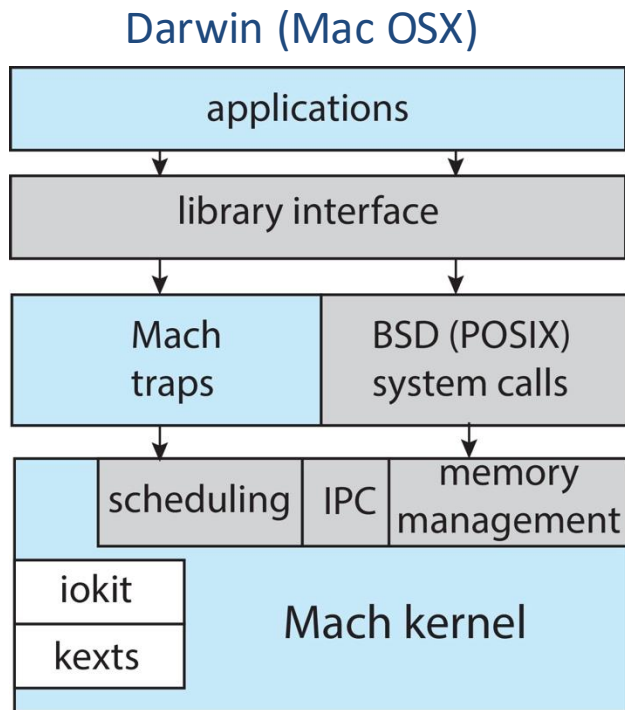 Darwin (Mac OSX)
applications
library interface
Mach
traps
BSD (POSIX)
system calls
scheduling
IPC
memory
management
iokit
kexts
Mach kernel